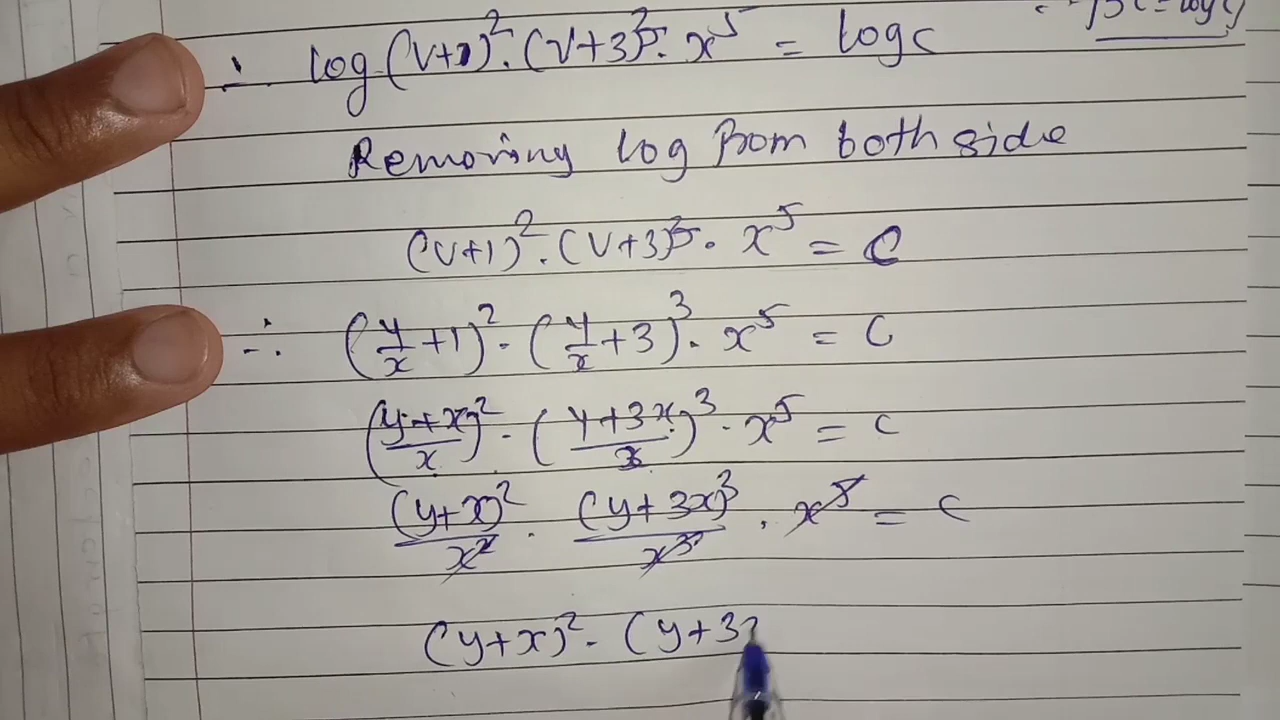 ∴ log (v+1)². (v+3)³. x⁵ = log c
Removing log from both side
(v+1)². (v+3)³. x⁵ = C
∴ (y/x +1)². (y/x +3)³. x⁵ = C
((y+x)/x)². ((y+3x)/x)³. x⁵ = c
(y+x)²/x² . (y+3x)³/x³ . x⁵ = c
(y+x)². (y+3